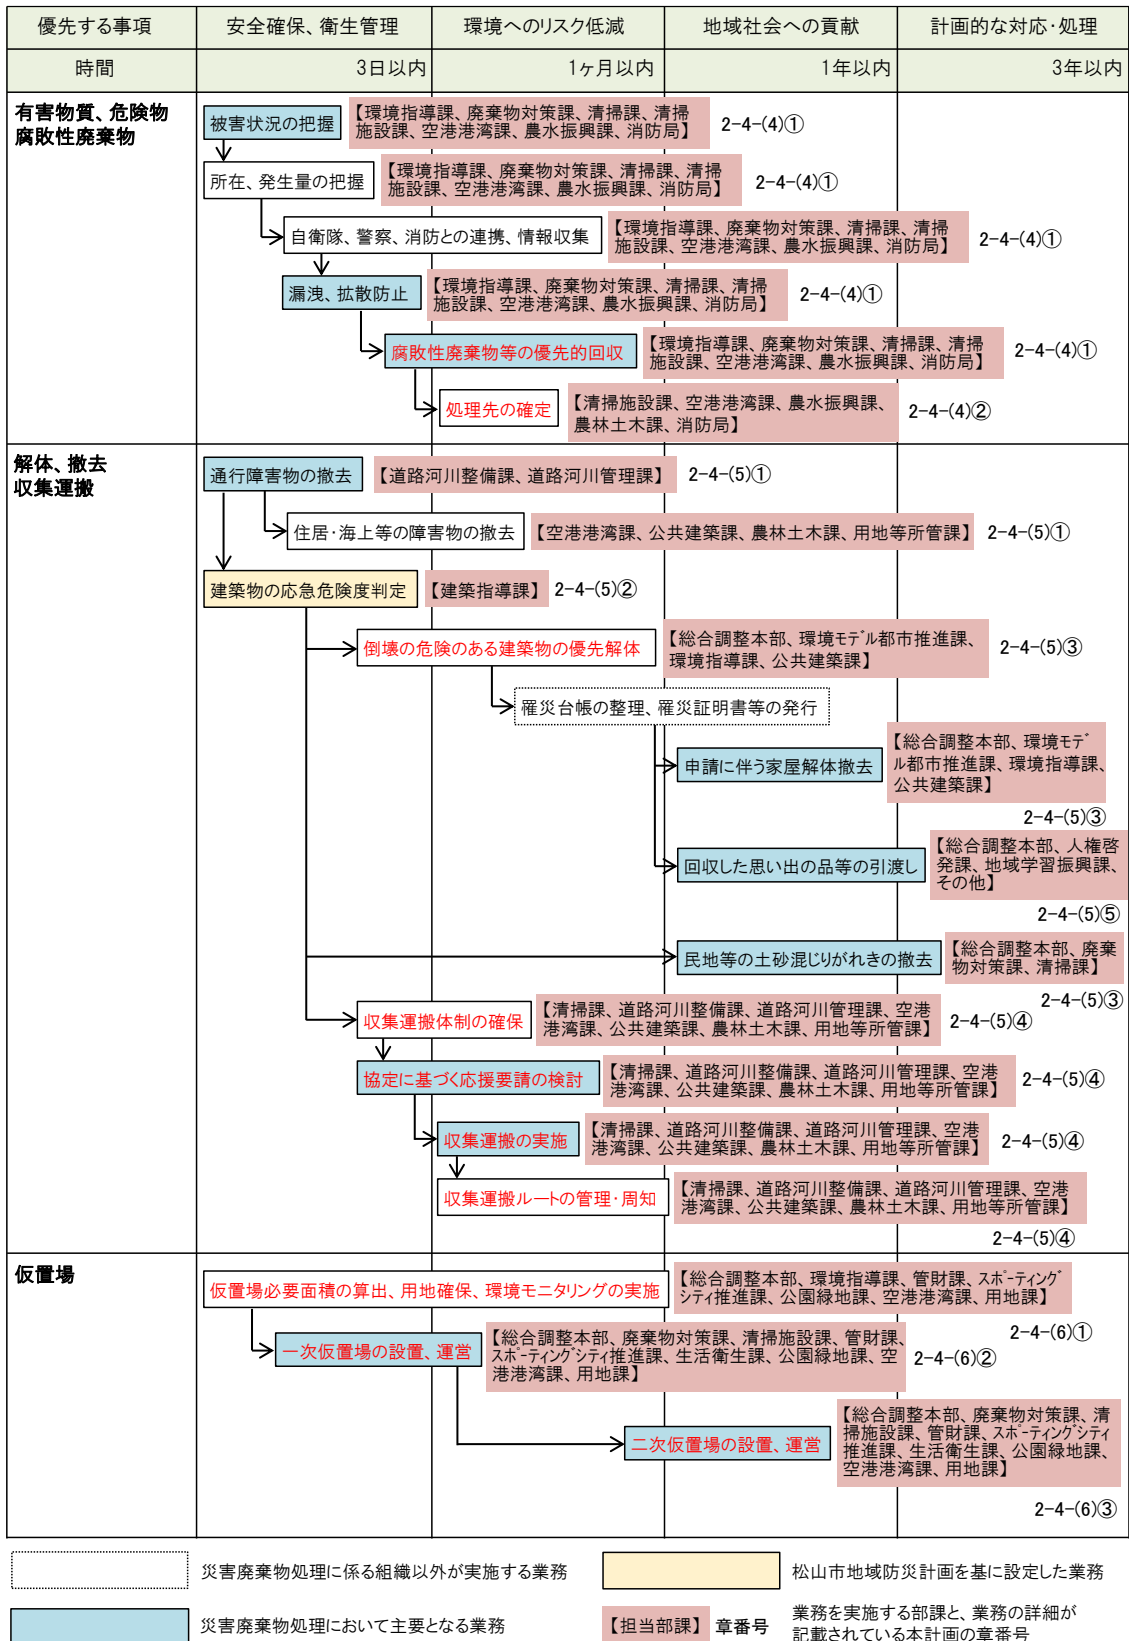 優先する事項
安全確保、衛生管理
環境へのリスク低減
地域社会への貢献
計画的な対応・処理
時間
3日以内
1ヶ月以内
1年以内
3年以内
有害物質、危険物
腐敗性廃棄物
被害状況の把握
【環境指導課、廃棄物対策課、清掃課、清掃
施設課、空港港湾課、農水振興課、消防局】
2-4-(4)①
所在、発生量の把握
【環境指導課、廃棄物対策課、清掃課、清掃
施設課、空港港湾課、農水振興課、消防局】
2-4-(4)①
自衛隊、警察、消防との連携、情報収集
【環境指導課、廃棄物対策課、清掃課、清掃
施設課、空港港湾課、農水振興課、消防局】
2-4-(4)①
漏洩、拡散防止
【環境指導課、廃棄物対策課、清掃課、清掃
施設課、空港港湾課、農水振興課、消防局】
2-4-(4)①
腐敗性廃棄物等の優先的回収
【環境指導課、廃棄物対策課、清掃課、清掃
施設課、空港港湾課、農水振興課、消防局】
2-4-(4)①
処理先の確定
【清掃施設課、空港港湾課、農水振興課、
農林土木課、消防局】
2-4-(4)②
解体、撤去
収集運搬
通行障害物の撤去
【道路河川整備課、道路河川管理課】
2-4-(5)①
住居・海上等の障害物の撤去
【空港港湾課、公共建築課、農林土木課、用地等所管課】
2-4-(5)①
建築物の応急危険度判定
【建築指導課】
2-4-(5)②
倒壊の危険のある建築物の優先解体
【総合調整本部、環境モデル都市推進課、
環境指導課、公共建築課】
2-4-(5)③
罹災台帳の整理、罹災証明書等の発行
申請に伴う家屋解体撤去
【総合調整本部、環境モデ
ル都市推進課、環境指導課、
公共建築課】
2-4-(5)③
回収した思い出の品等の引渡し
【総合調整本部、人権啓
発課、地域学習振興課、
その他】
2-4-(5)⑤
民地等の土砂混じりがれきの撤去
【総合調整本部、廃棄
物対策課、清掃課】
2-4-(5)③
収集運搬体制の確保
【清掃課、道路河川整備課、道路河川管理課、空港
港湾課、公共建築課、農林土木課、用地等所管課】
2-4-(5)④
協定に基づく応援要請の検討
【清掃課、道路河川整備課、道路河川管理課、空港
港湾課、公共建築課、農林土木課、用地等所管課】
2-4-(5)④
収集運搬の実施
【清掃課、道路河川整備課、道路河川管理課、空港
港湾課、公共建築課、農林土木課、用地等所管課】
2-4-(5)④
収集運搬ルートの管理・周知
【清掃課、道路河川整備課、道路河川管理課、空港
港湾課、公共建築課、農林土木課、用地等所管課】
2-4-(5)④
仮置場
仮置場必要面積の算出、用地確保、環境モニタリングの実施
【総合調整本部、環境指導課、管財課、スポーティング
シティ推進課、公園緑地課、空港港湾課、用地課】
2-4-(6)①
一次仮置場の設置、運営
【総合調整本部、廃棄物対策課、清掃施設課、管財課、
スポーティングシティ推進課、生活衛生課、公園緑地課、空
港港湾課、用地課】
2-4-(6)②
二次仮置場の設置、運営
【総合調整本部、廃棄物対策課、清
掃施設課、管財課、スポーティングシティ
推進課、生活衛生課、公園緑地課、
空港港湾課、用地課】
2-4-(6)③
災害廃棄物処理に係る組織以外が実施する業務
松山市地域防災計画を基に設定した業務
災害廃棄物処理において主要となる業務
【担当部課】 章番号
業務を実施する部課と、業務の詳細が
記載されている本計画の章番号